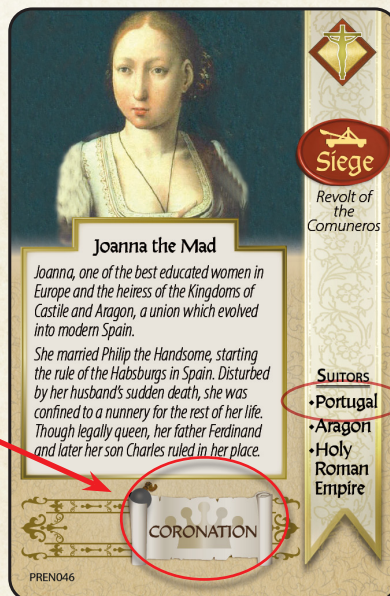 Siege
Revolt of
the
Comuneros
Joanna the Mad
Joanna, one of the best educated women in
Europe and the heiress of the Kingdoms of
Castile and Aragon, a union which evolved
into modern Spain.
She married Philip the Handsome, starting
the rule of the Habsburgs in Spain. Disturbed
by her husband's sudden death, she was
confined to a nunnery for the rest of her life.
Though legally queen, her father Ferdinand
and later her son Charles ruled in her place.
SUITORS
•Portugal
•Aragon
•Holy
Roman
Empire
CORONATION
PREN046